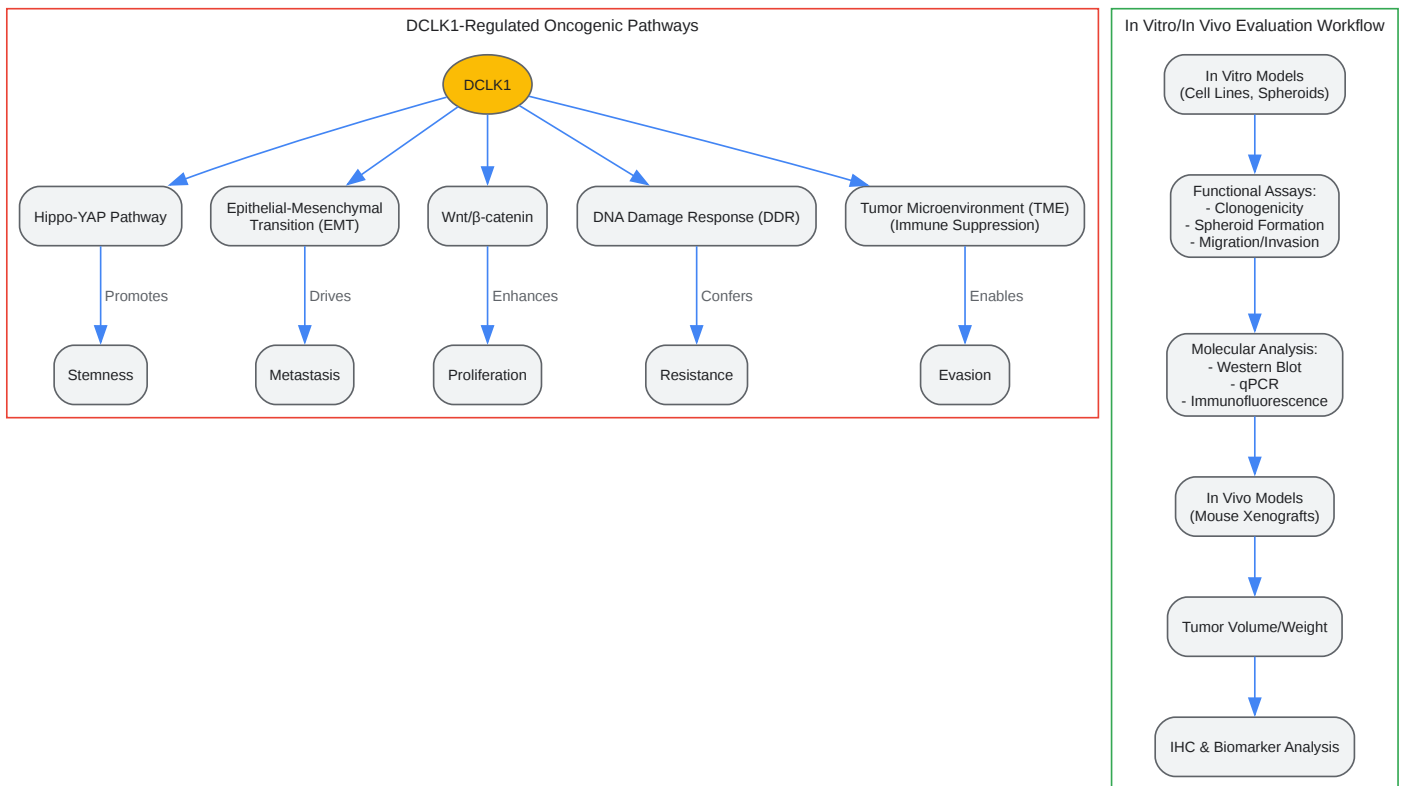 DCLK1-Regulated Oncogenic Pathways
DCLK1
Hippo-YAP Pathway
Epithelial-Mesenchymal
Transition (EMT)
Wnt/β-catenin
DNA Damage Response (DDR)
Tumor Microenvironment (TME)
(Immune Suppression)
Promotes
Drives
Enhances
Confers
Enables
Stemness
Metastasis
Proliferation
Resistance
Evasion
In Vitro/In Vivo Evaluation Workflow
In Vitro Models
(Cell Lines, Spheroids)
Functional Assays:
- Clonogenicity
- Spheroid Formation
- Migration/Invasion
Molecular Analysis:
- Western Blot
- qPCR
- Immunofluorescence
In Vivo Models
(Mouse Xenografts)
Tumor Volume/Weight
IHC & Biomarker Analysis